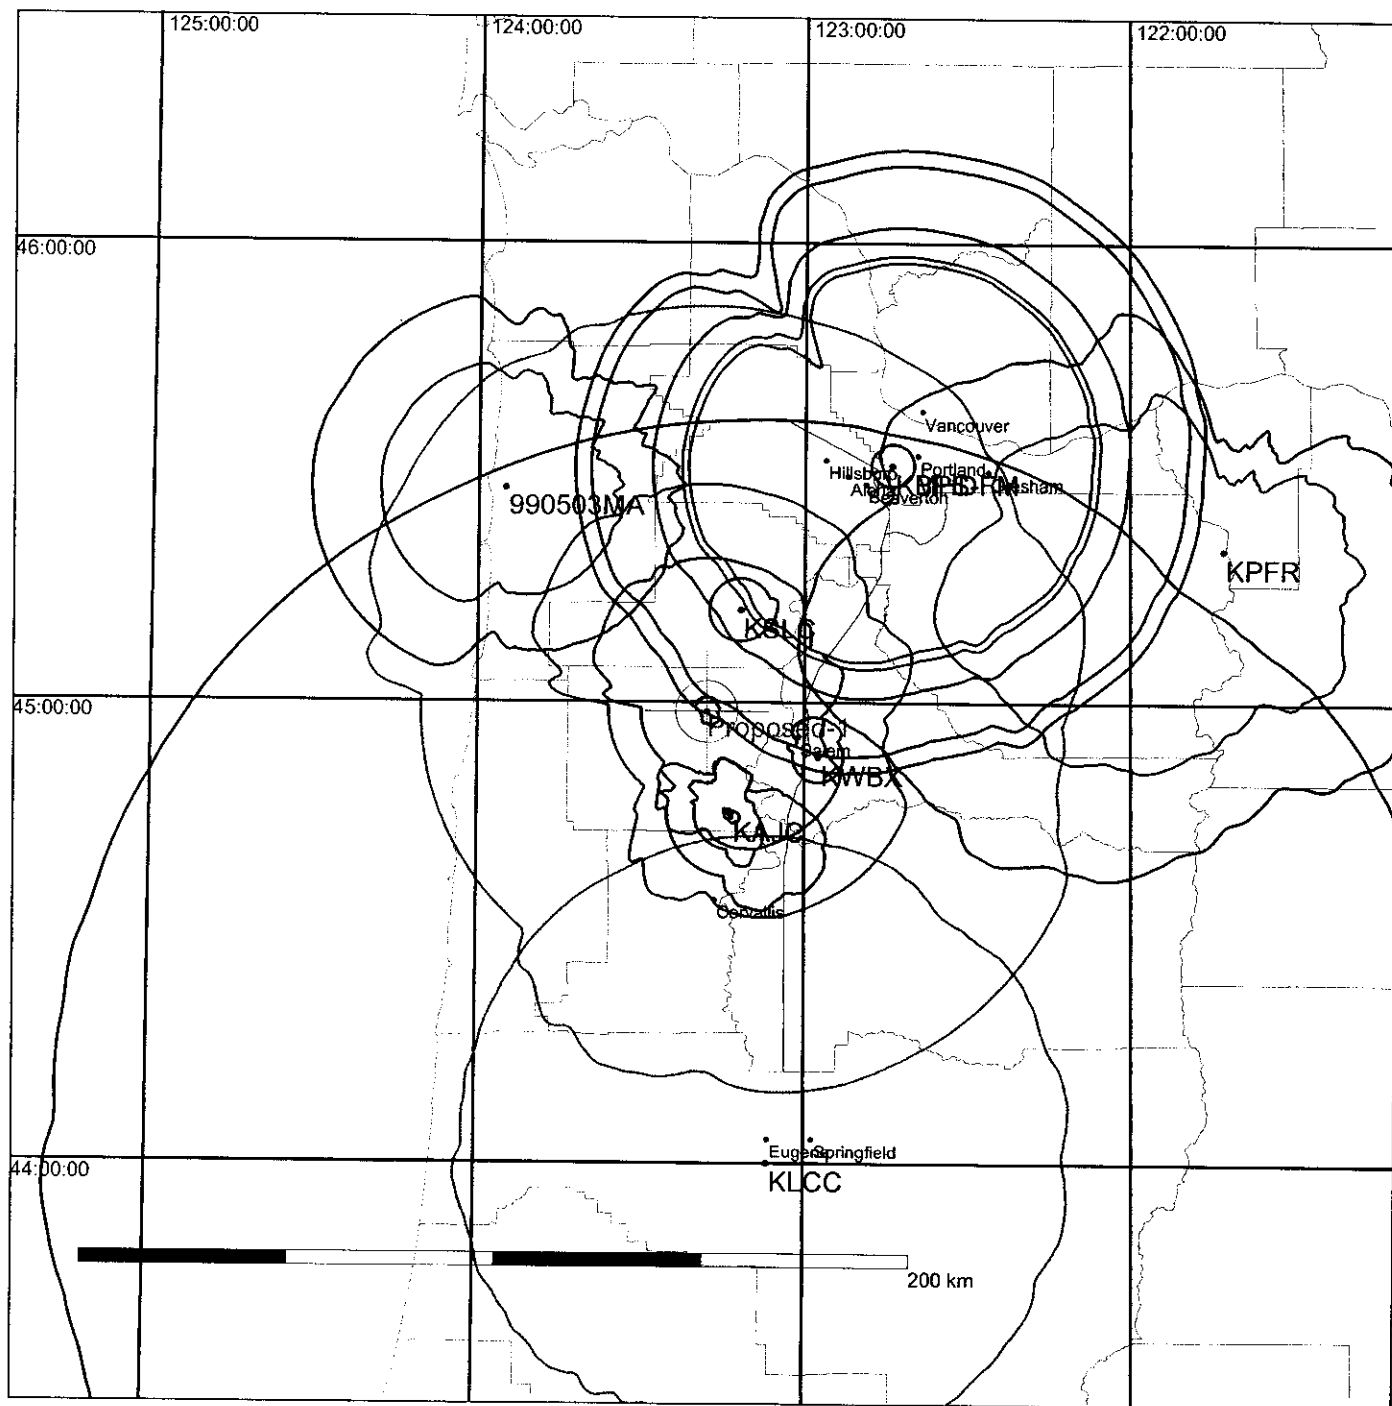 125:00:00
124:00:00
123:00:00
122:00:00
46:00:00
Vancouver
Portland
Hillsboro
Beaverton
990503MA
KPFR
KSLC
45:00:00
Proposed-1
Salem
KWBX
KAJC
Corvallis
Eugene
Springfield
44:00:00
KLCC
200 km